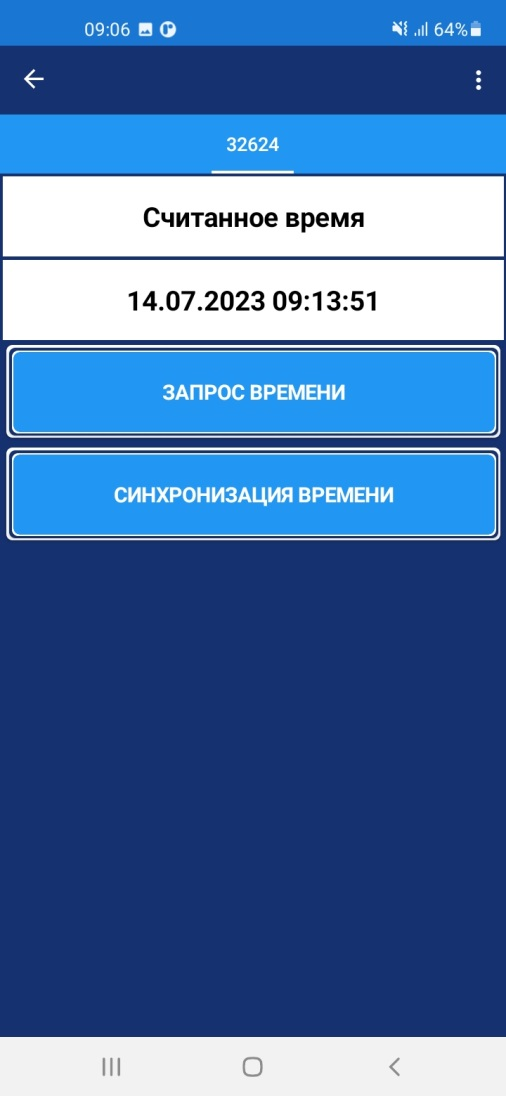 09:06 64%
32624
Считанное время
14.07.2023 09:13:51
ЗАПРОС ВРЕМЕНИ
СИНХРОНИЗАЦИЯ ВРЕМЕНИ